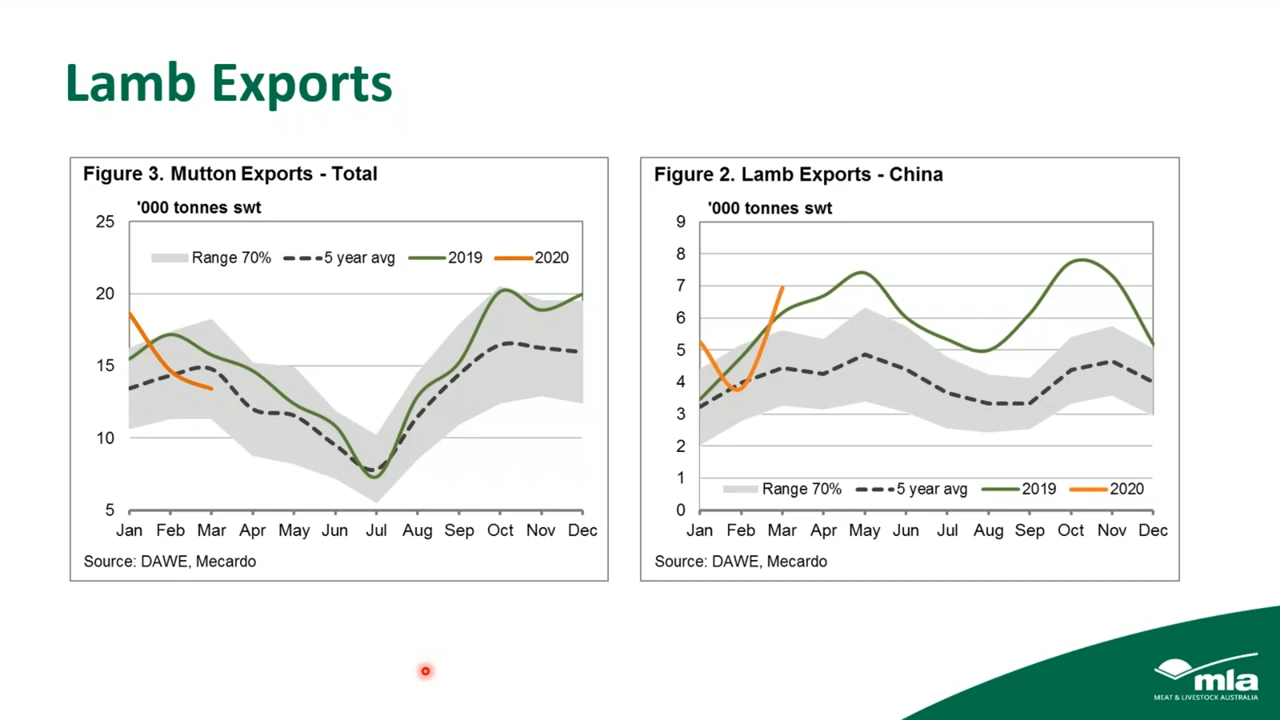 Lamb Exports
Figure 3. Mutton Exports - Total
'000 tonnes swt
25
20
15
10
5
Range 70% 5 year avg 2019 2020
Jan Feb Mar Apr May Jun Jul Aug Sep Oct Nov Dec
Source: DAWE, Mecardo
Figure 2. Lamb Exports - China
'000 tonnes swt
9
8
7
6
5
4
3
2
1
0
Range 70% 5 year avg 2019 2020
Jan Feb Mar Apr May Jun Jul Aug Sep Oct Nov Dec
Source: DAWE, Mecardo
mla
MEAT & LIVESTOCK AUSTRALIA